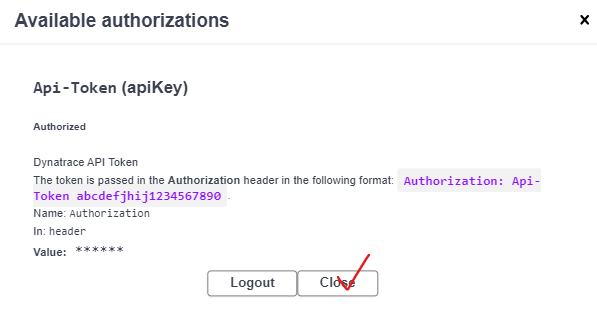 Available authorizations
×
Api-Token (apiKey)
Authorized
Dynatrace API Token
The token is passed in the Authorization header in the following format: Authorization: Api-
Token abcdefjhij1234567890 .
Name: Authorization
In: header
Value: ******
Logout Close